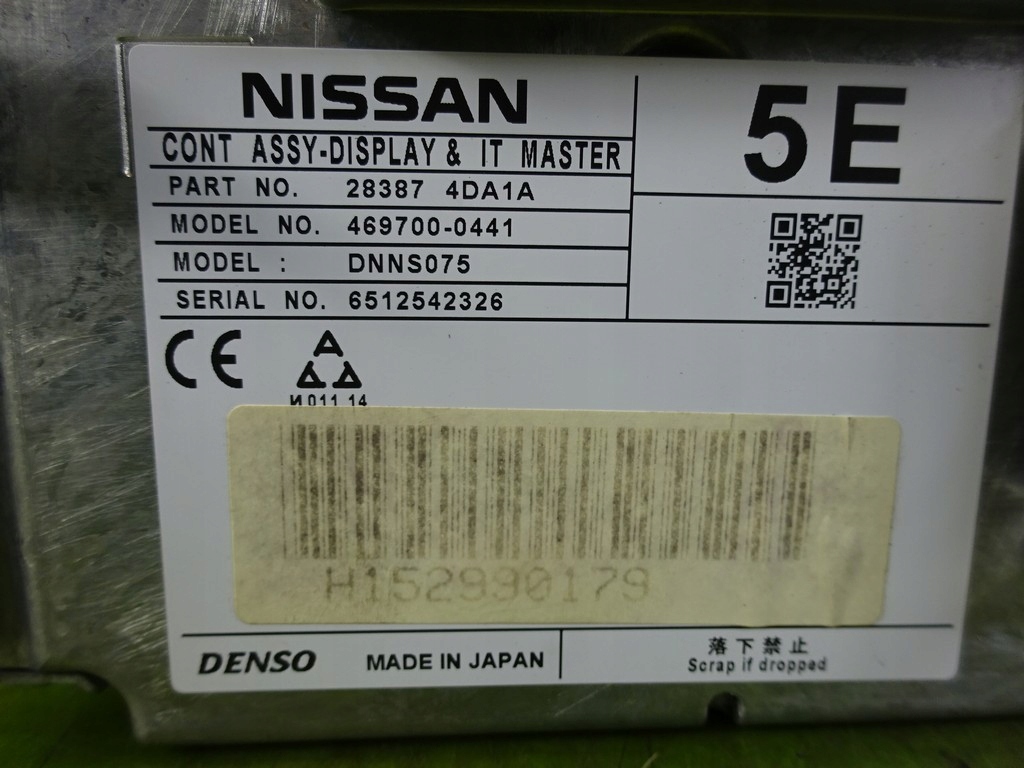 NISSAN
5E
CONT ASSY-DISPLAY & IT MASTER
PART NO. 28387 4DA1A
MODEL NO. 469700-0441
MODEL : DNNS075
SERIAL NO. 6512542326
CE
И011 14
H152990179
DENSO MADE IN JAPAN
落下禁止
Scrap if dropped